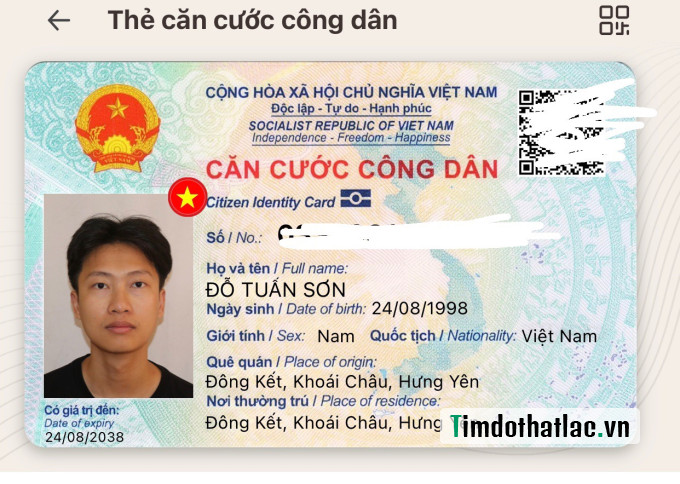 Thẻ căn cước công dân
CỘNG HÒA XÃ HỘI CHỦ NGHĨA VIỆT NAM
Độc lập - Tự do - Hạnh phúc
SOCIALIST REPUBLIC OF VIET NAM
Independence - Freedom - Happiness
CĂN CƯỚC CÔNG DÂN
Citizen Identity Card
Số / No.:
Họ và tên / Full name:
ĐỖ TUẤN SƠN
Ngày sinh / Date of birth: 24/08/1998
Giới tính / Sex: Nam Quốc tịch / Nationality: Việt Nam
Quê quán / Place of origin:
Đông Kết, Khoái Châu, Hưng Yên
Nơi thường trú / Place of residence:
Đông Kết, Khoái Châu, Hưng
Có giá trị đến:
Date of expiry
24/08/2038
VIỆT NAM
Timdothatlac.vn